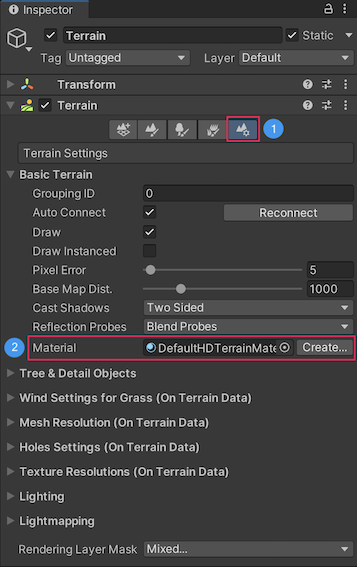 Inspector
Terrain
Static
Tag Untagged Layer Default
Transform
Terrain
1
Terrain Settings
Basic Terrain
Grouping ID 0
Auto Connect Reconnect
Draw
Draw Instanced
Pixel Error 5
Base Map Dist. 1000
Cast Shadows Two Sided
Reflection Probes Blend Probes
2 Material DefaultHDTerrainMate Create...
Tree & Detail Objects
Wind Settings for Grass (On Terrain Data)
Mesh Resolution (On Terrain Data)
Holes Settings (On Terrain Data)
Texture Resolutions (On Terrain Data)
Lighting
Lightmapping
Rendering Layer Mask Mixed...